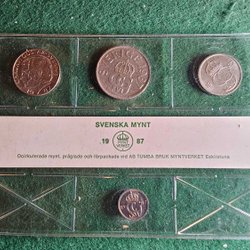 SVENSKA MYNT
19 87
Ocirkulerade mynt, präglade och förpackade vid AB TUMBA BRUK MYNTVERKET Eskilstuna.